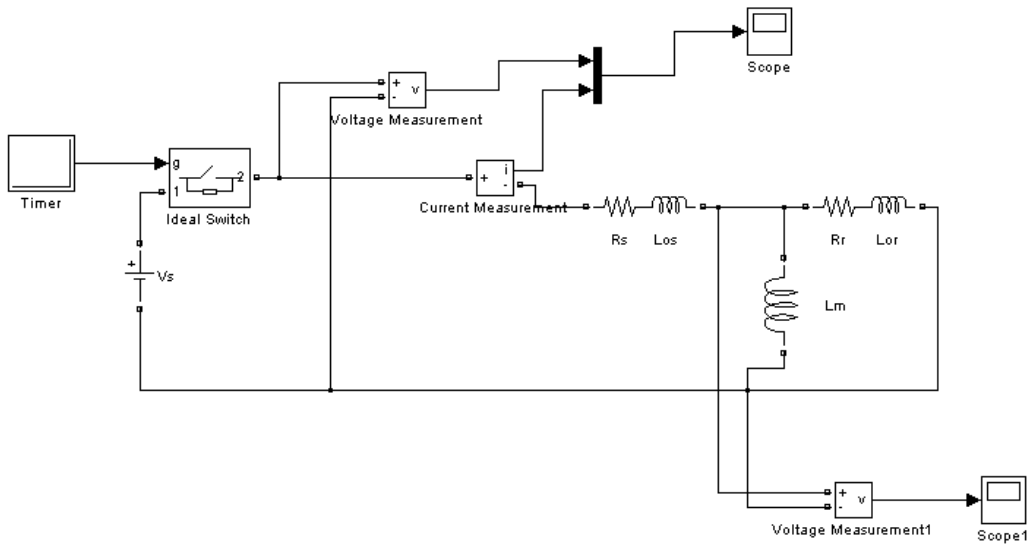 Scope
+
-
v
Voltage Measurement
g
1
2
Timer
Ideal Switch
+
i
-
Current Measurement
Rs
Los
Rr
Lor
+
Vs
Lm
+
-
v
Voltage Measurement1
Scope1